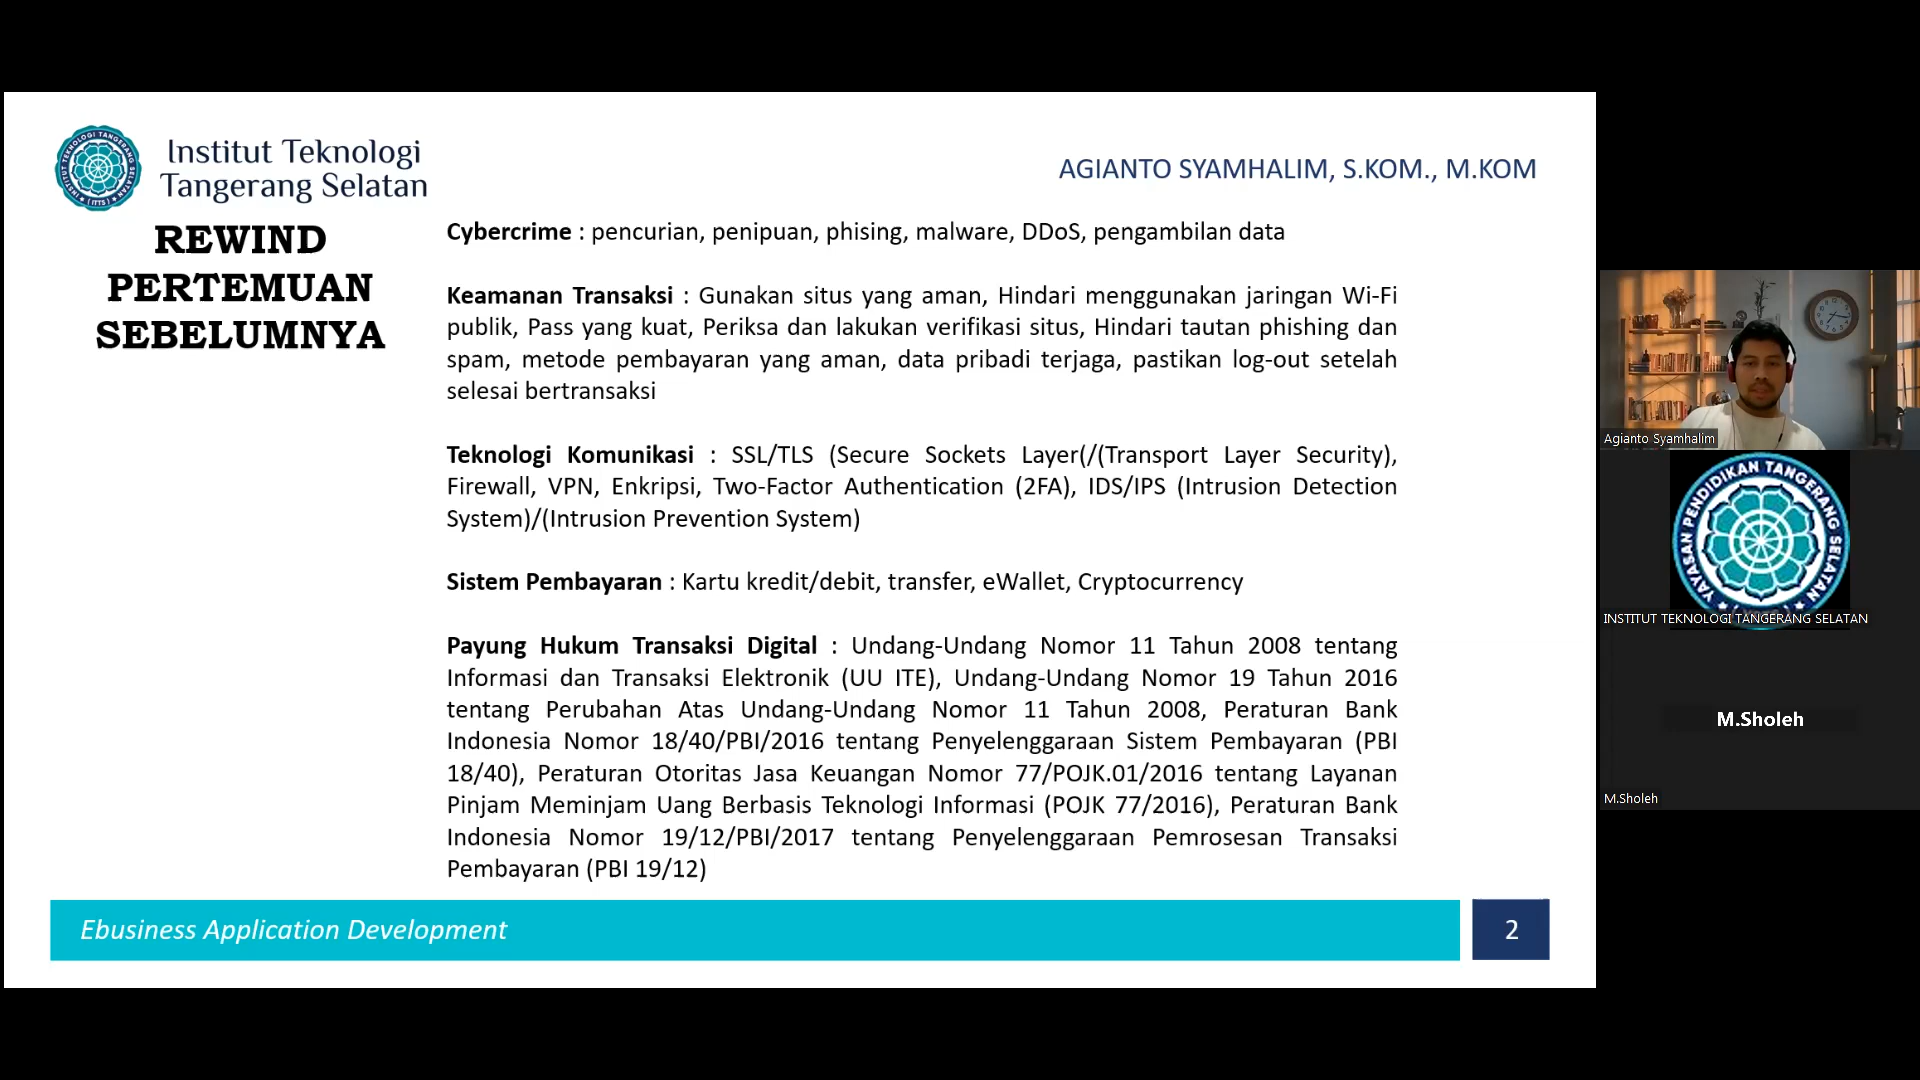 Institut Teknologi
Tangerang Selatan
AGIANTO SYAMHALIM, S.KOM., M.KOM
REWIND
PERTEMUAN
SEBELUMNYA
Cybercrime : pencurian, penipuan, phising, malware, DDoS, pengambilan data
Keamanan Transaksi : Gunakan situs yang aman, Hindari menggunakan jaringan Wi-Fi
publik, Pass yang kuat, Periksa dan lakukan verifikasi situs, Hindari tautan phishing dan
spam, metode pembayaran yang aman, data pribadi terjaga, pastikan log-out setelah
selesai bertransaksi
Teknologi Komunikasi : SSL/TLS (Secure Sockets Layer(/(Transport Layer Security),
Firewall, VPN, Enkripsi, Two-Factor Authentication (2FA), IDS/IPS (Intrusion Detection
System)/(Intrusion Prevention System)
Sistem Pembayaran : Kartu kredit/debit, transfer, eWallet, Cryptocurrency
Payung Hukum Transaksi Digital : Undang-Undang Nomor 11 Tahun 2008 tentang
Informasi dan Transaksi Elektronik (UU ITE), Undang-Undang Nomor 19 Tahun 2016
tentang Perubahan Atas Undang-Undang Nomor 11 Tahun 2008, Peraturan Bank
Indonesia Nomor 18/40/PBI/2016 tentang Penyelenggaraan Sistem Pembayaran (PBI
18/40), Peraturan Otoritas Jasa Keuangan Nomor 77/POJK.01/2016 tentang Layanan
Pinjam Meminjam Uang Berbasis Teknologi Informasi (POJK 77/2016), Peraturan Bank
Indonesia Nomor 19/12/PBI/2017 tentang Penyelenggaraan Pemrosesan Transaksi
Pembayaran (PBI 19/12)
Ebusiness Application Development
2
Agianto Syamhalim
YAYASAN PENDIDIKAN TANGERANG SELATAN
INSTITUT TEKNOLOGI TANGERANG SELATAN
M.Sholeh
M.Sholeh